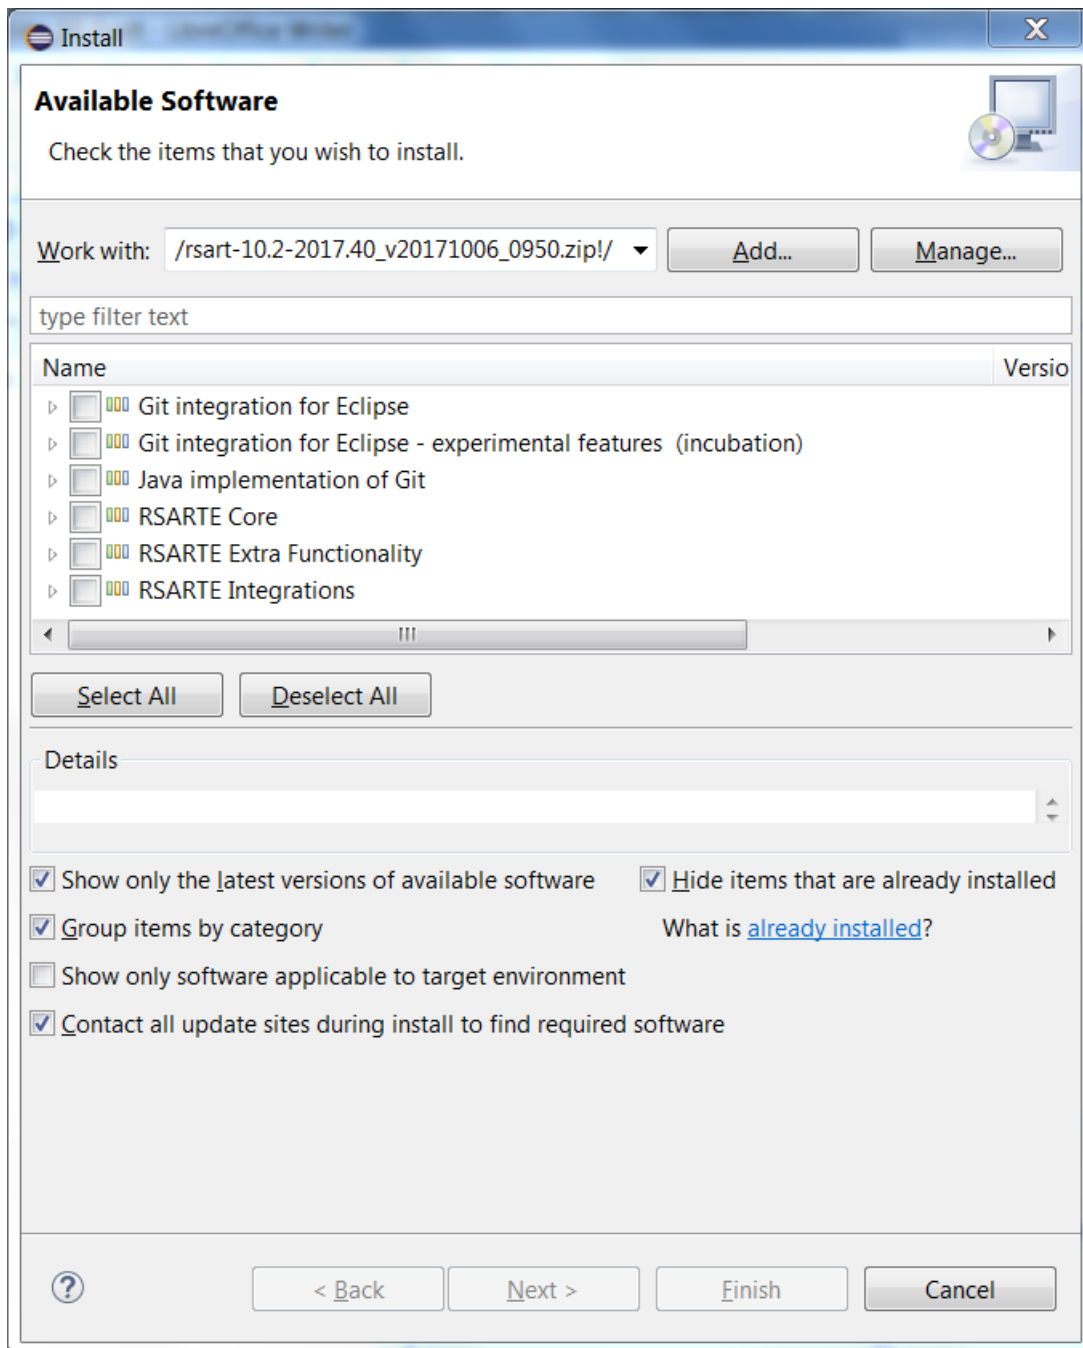 Install
Available Software
Check the items that you wish to install.
Work with: /rsart-10.2-2017.40_v20171006_0950.zip!/ Add... Manage...
type filter text
Name Versio
Git integration for Eclipse
Git integration for Eclipse - experimental features (incubation)
Java implementation of Git
RSARTE Core
RSARTE Extra Functionality
RSARTE Integrations
Select All Deselect All
Details
Show only the latest versions of available software Hide items that are already installed
Group items by category What is already installed?
Show only software applicable to target environment
Contact all update sites during install to find required software
? < Back Next > Finish Cancel